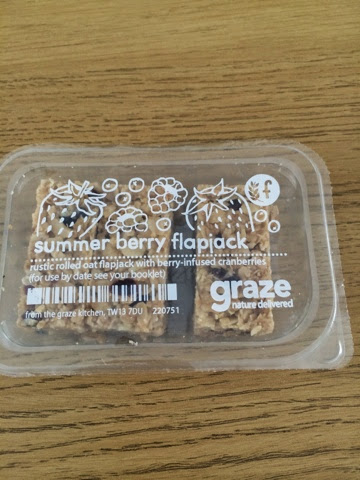 f
summer berry flapjack
rustic rolled oat flapjack with berry-infused cranberries
(for use by date see your booklet)
graze
nature delivered
from the graze kitchen, TW13 7DU 220751